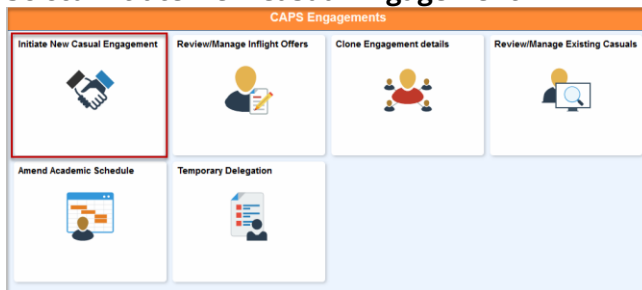 CAPS Engagements
Initiate New Casual Engagement
Review/Manage Inflight Offers
Clone Engagement details
Review/Manage Existing Casuals
Amend Academic Schedule
Temporary Delegation